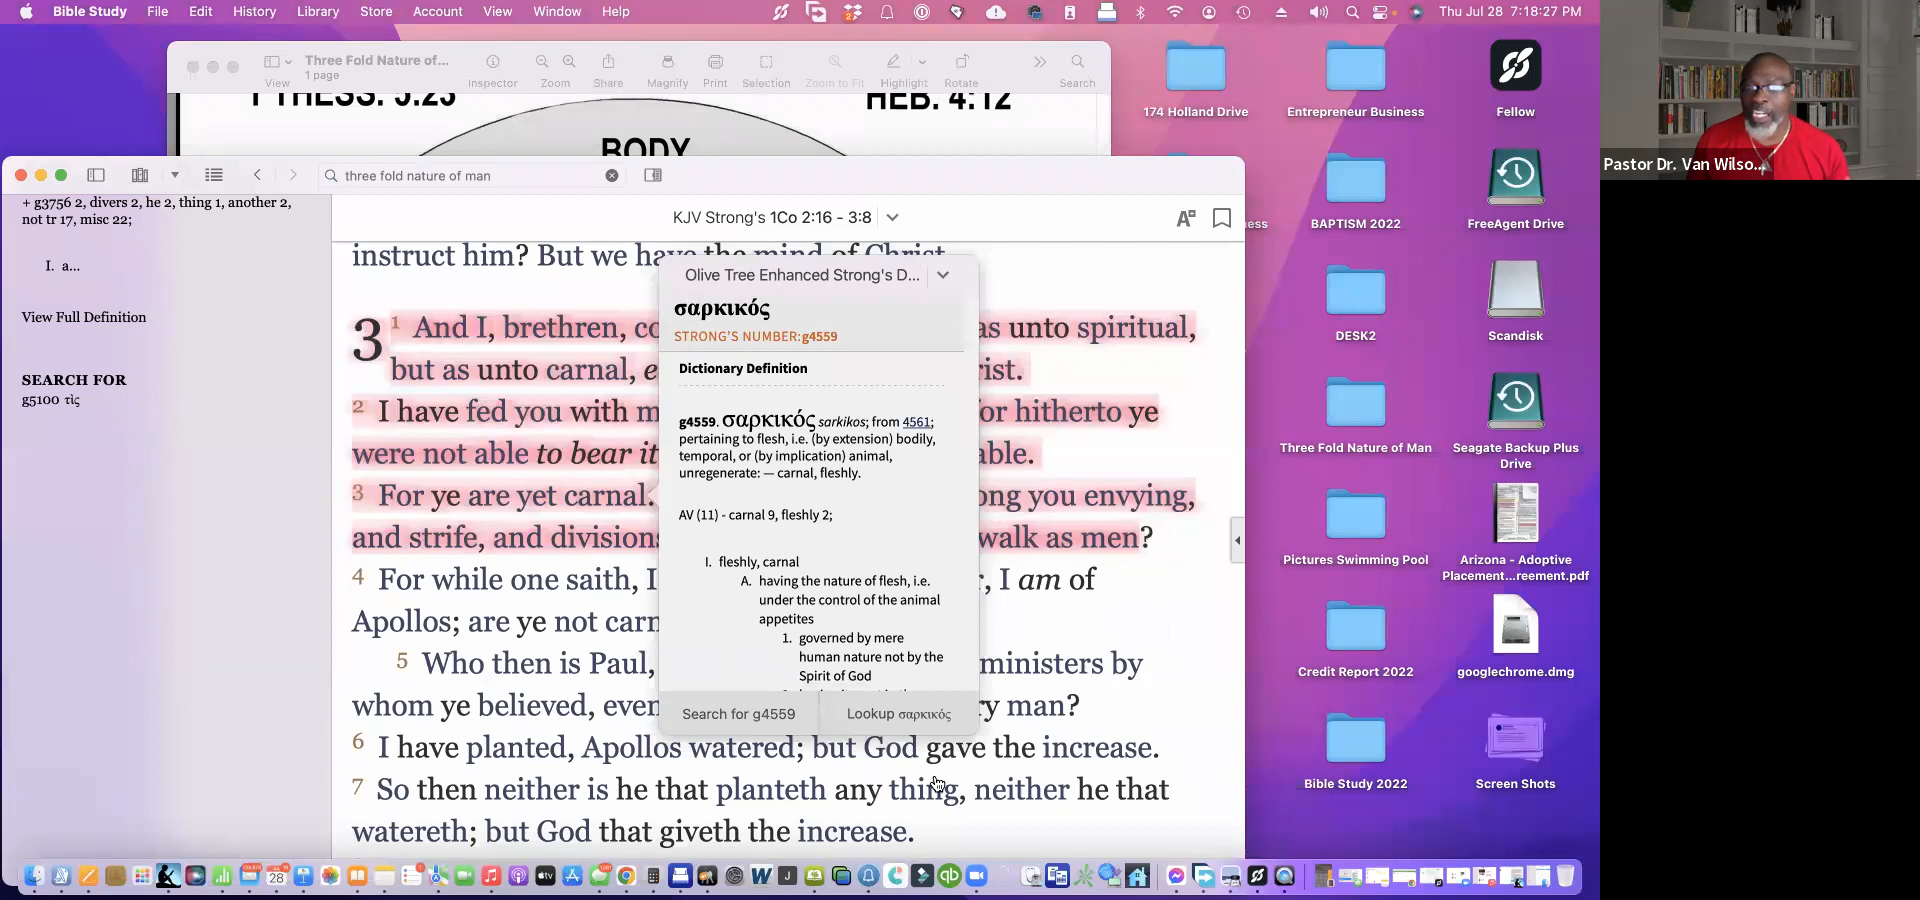 Bible Study File Edit History Library Store Account View Window Help Thu Jul 28 7:18:27 PM
Three Fold Nature of...
1 page
View Inspector Zoom Share Magnify Print Selection Zoom to Fit Highlight Rotate Search
1 THESS. 5:23 HEB. 4:12
BODY
three fold nature of man
+ g3756 2, divers 2, he 2, thing 1, another 2,
not tr 17, misc 22;
I. a...
View Full Definition
SEARCH FOR
g5100 τὶς
KJV Strong's 1Co 2:16 - 3:8
instruct him? But we have the mind of Christ
3 1 And I, brethren, co as unto spiritual,
but as unto carnal, e rist.
2 I have fed you with m or hitherto ye
were not able to bear it able.
3 For ye are yet carnal: ong you envying,
and strife, and divisions walk as men?
4 For while one saith, I r, I am of
Apollos; are ye not carn
5 Who then is Paul, ministers by
whom ye believed, even ry man?
6 I have planted, Apollos watered; but God gave the increase.
7 So then neither is he that planteth any thing, neither he that
watereth; but God that giveth the increase.
Olive Tree Enhanced Strong's D...
σαρκικός
STRONG'S NUMBER:g4559
Dictionary Definition
g4559. σαρκικός sarkikos; from 4561;
pertaining to flesh, i.e. (by extension) bodily,
temporal, or (by implication) animal,
unregenerate: — carnal, fleshly.
AV (11) - carnal 9, fleshly 2;
I. fleshly, carnal
A. having the nature of flesh, i.e.
under the control of the animal
appetites
1. governed by mere
human nature not by the
Spirit of God
Search for g4559 Lookup σαρκικός
174 Holland Drive Entrepreneur Business Fellow
ess BAPTISM 2022 FreeAgent Drive
DESK2 Scandisk
Three Fold Nature of Man Seagate Backup Plus
Drive
Pictures Swimming Pool Arizona - Adoptive
Placement...reement.pdf
Credit Report 2022 googlechrome.dmg
Bible Study 2022 Screen Shots
Pastor Dr. Van Wilso...